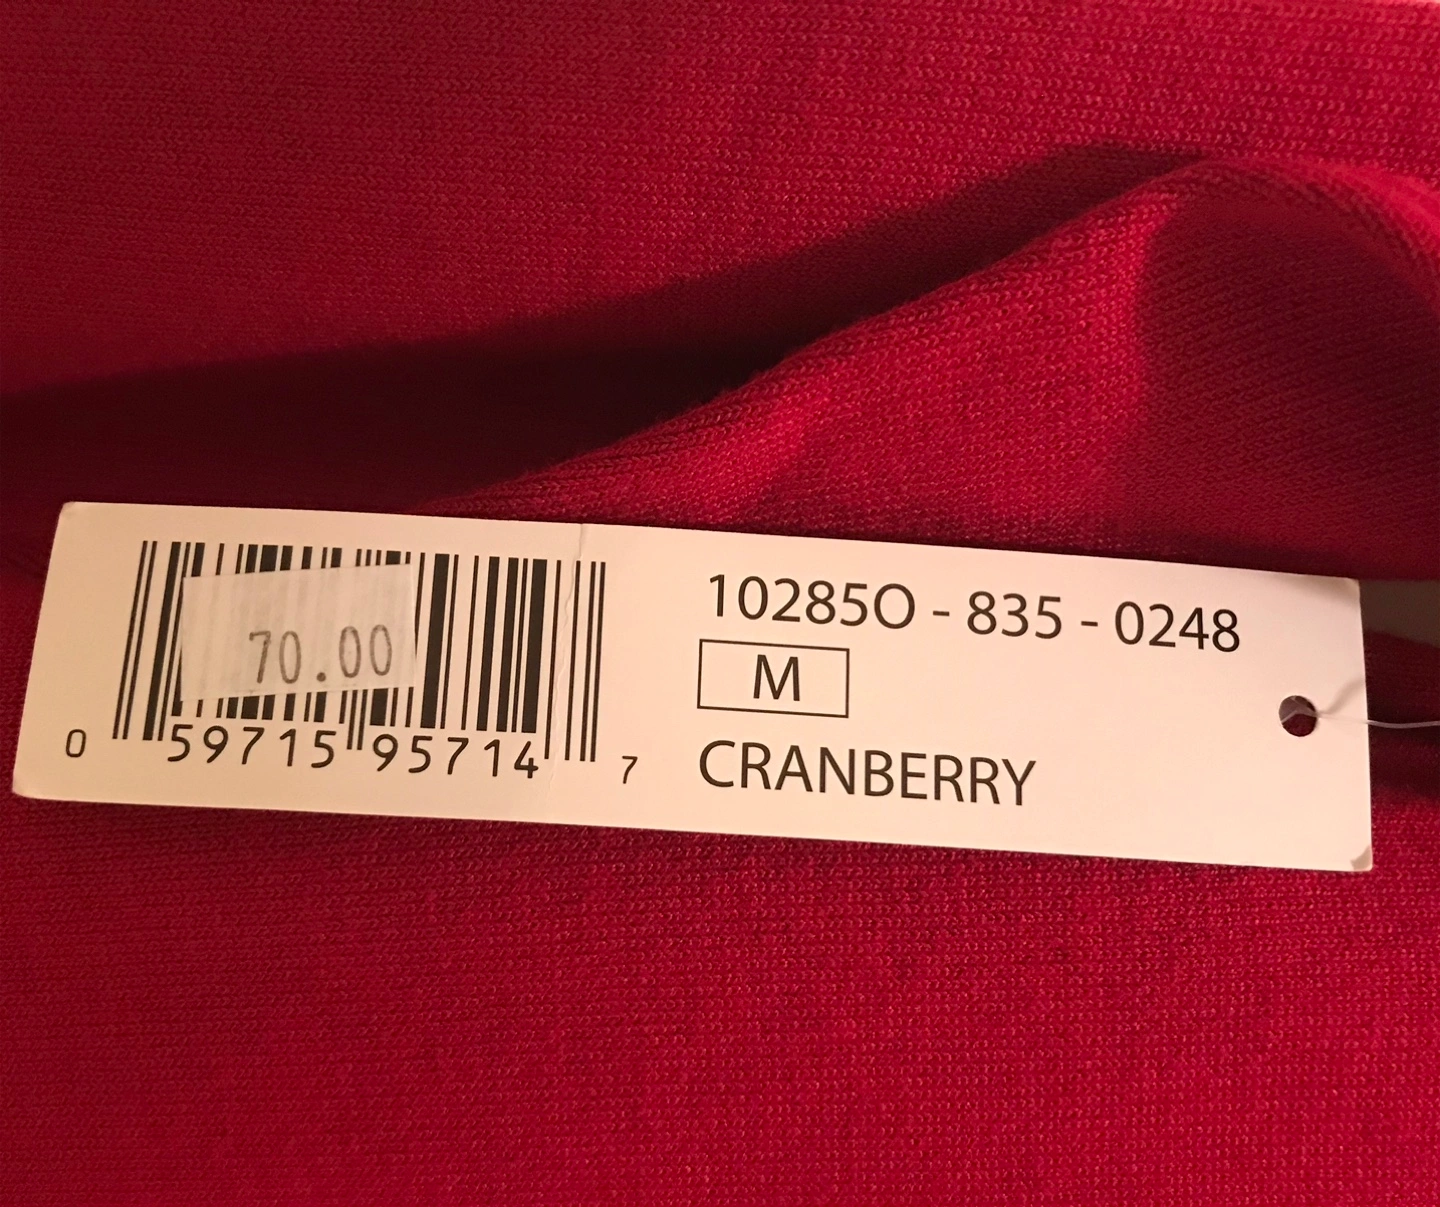 70.00
0 59715 95714 7
10285O - 835 - 0248
M
CRANBERRY